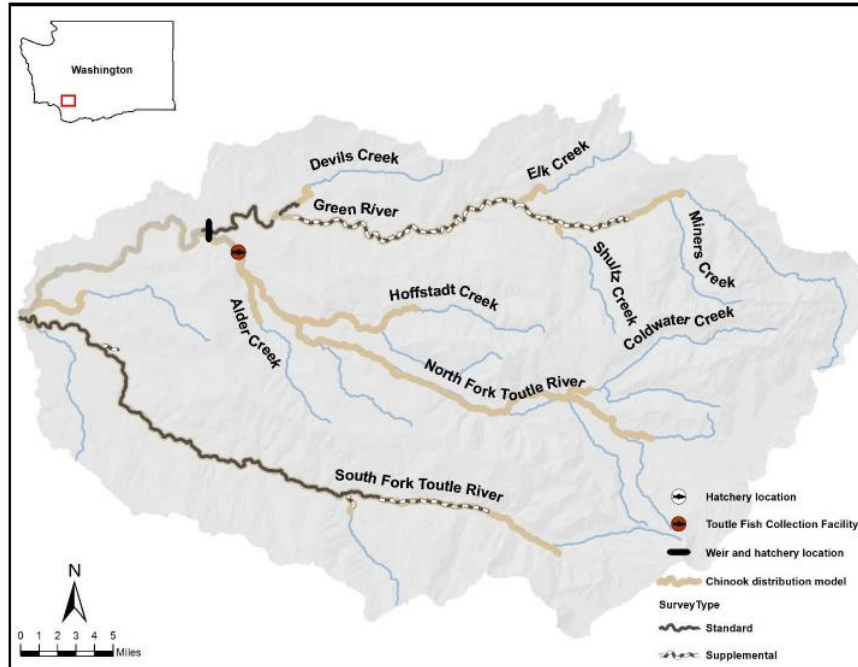 Washington
Devils Creek
Elk Creek
Green River
Miners Creek
Shultz Creek
Hoffstadt Creek
Coldwater Creek
Alder Creek
North Fork Toutle River
South Fork Toutle River
Hatchery location
Toutle Fish Collection Facility
Weir and hatchery location
Chinook distribution model
SurveyType
Standard
Supplemental
N
0 1 2 3 4 5
Miles